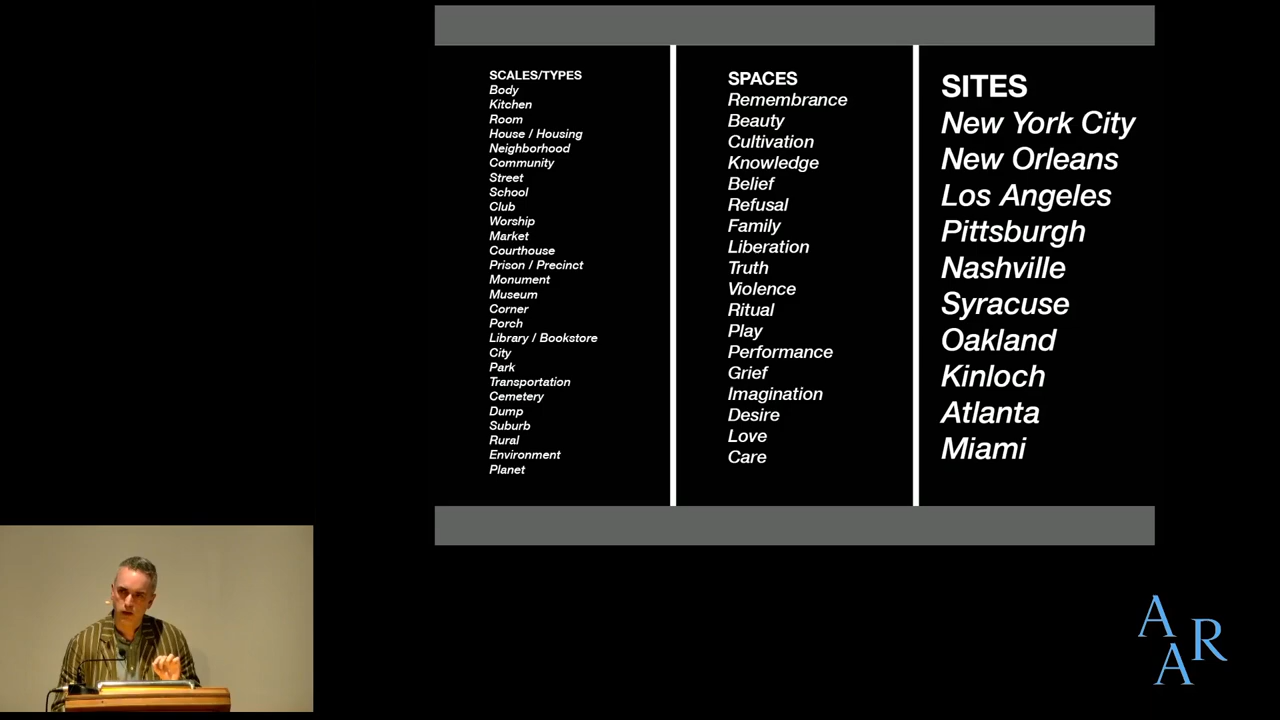 SCALES/TYPES
Body
Kitchen
Room
House / Housing
Neighborhood
Community
Street
School
Club
Worship
Market
Courthouse
Prison / Precinct
Monument
Museum
Corner
Porch
Library / Bookstore
City
Park
Transportation
Cemetery
Dump
Suburb
Rural
Environment
Planet
SPACES
Remembrance
Beauty
Cultivation
Knowledge
Belief
Refusal
Family
Liberation
Truth
Violence
Ritual
Play
Performance
Grief
Imagination
Desire
Love
Care
SITES
New York City
New Orleans
Los Angeles
Pittsburgh
Nashville
Syracuse
Oakland
Kinloch
Atlanta
Miami
A
R
A